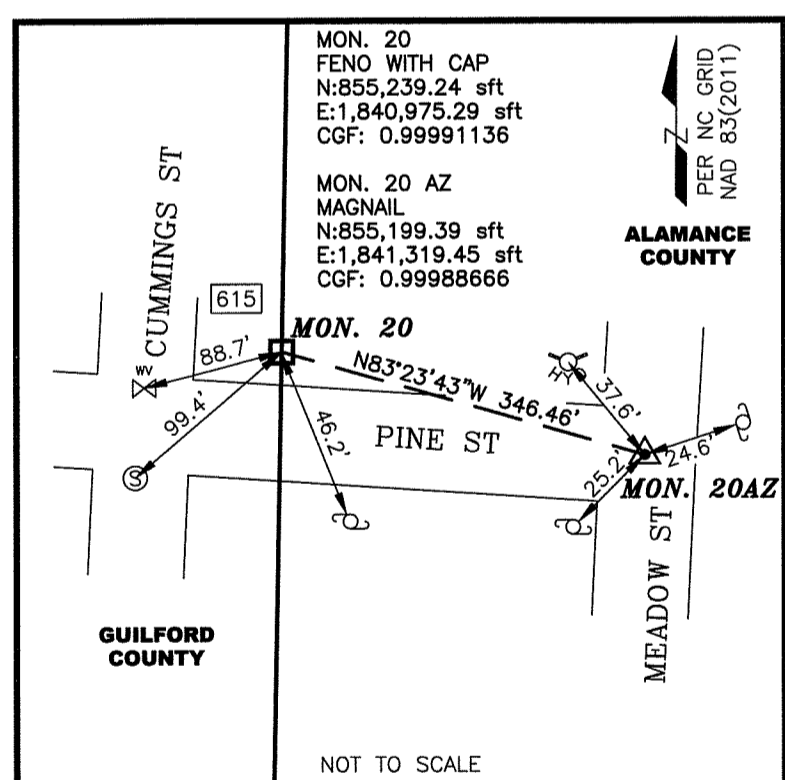 MON. 20
FENO WITH CAP
N:855,239.24 sft
E:1,840,975.29 sft
CGF: 0.99991136
MON. 20 AZ
MAGNAIL
N:855,199.39 sft
E:1,841,319.45 sft
CGF: 0.99988666
Z
PER NC GRID
NAD 83(2011)
ALAMANCE
COUNTY
CUMMINGS ST
615
MON. 20
WV
88.7'
99.4'
46.2'
N83°23'43"W 346.46'
HYD
37.6'
24.6'
25.2'
PINE ST
S
MON. 20AZ
MEADOW ST
GUILFORD
COUNTY
NOT TO SCALE